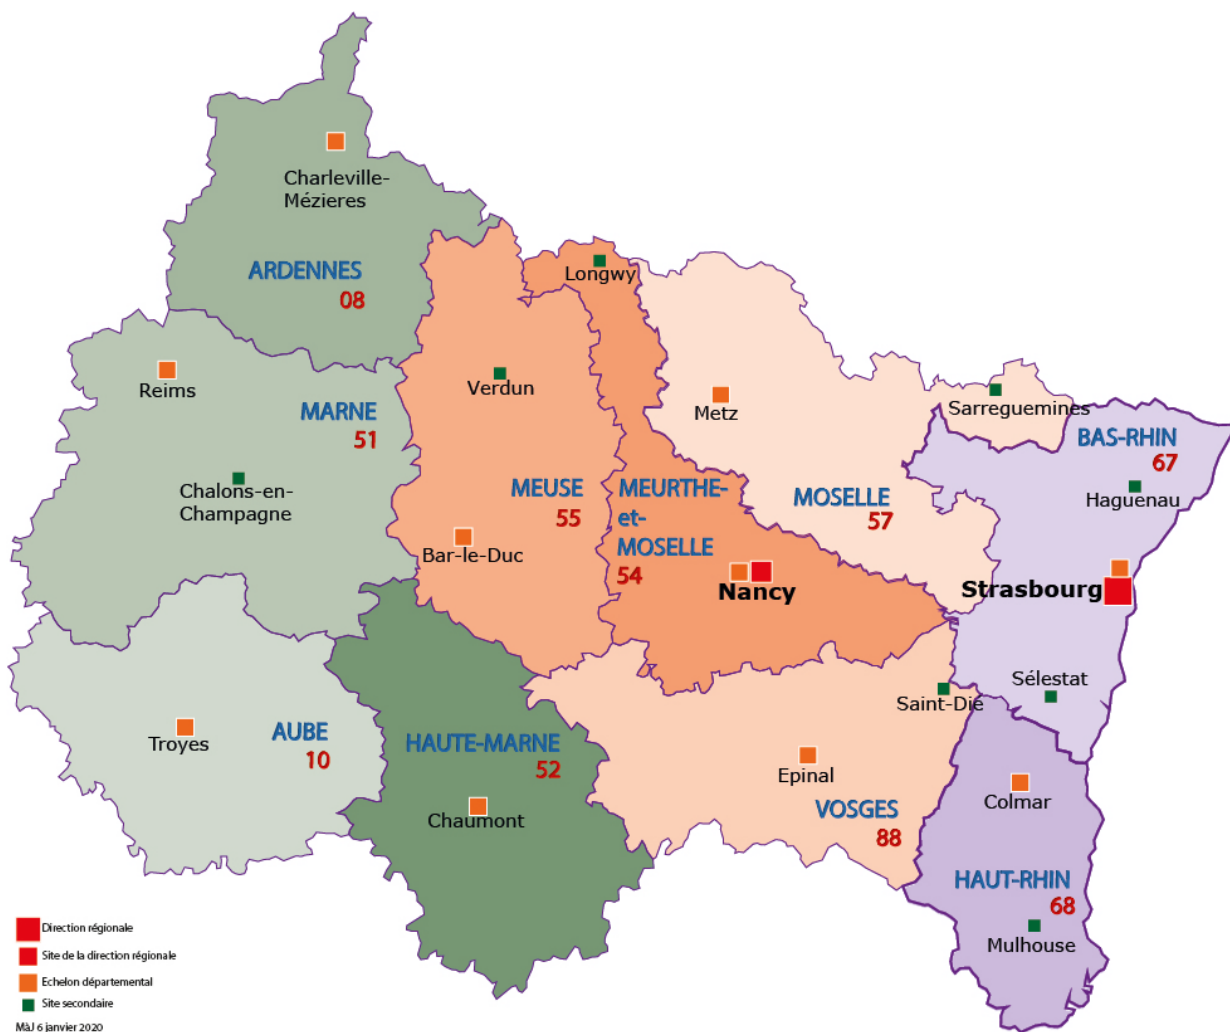 Charleville-
Mézieres
ARDENNES
08
Longwy
Reims
MARNE
51
Verdun
Metz
Sarreguemines
BAS-RHIN
67
Chalons-en-
Champagne
MEUSE
55
MEURTHE-
et-
MOSELLE
54
MOSELLE
57
Haguenau
Bar-le-Duc
Nancy
Strasbourg
Sélestat
Saint-Dié
Troyes
AUBE
10
HAUTE-MARNE
52
Chaumont
Epinal
VOSGES
88
Colmar
HAUT-RHIN
68
Mulhouse
Direction régionale
Site de la direction régionale
Echelon départemental
Site secondaire
MàJ 6 janvier 2020